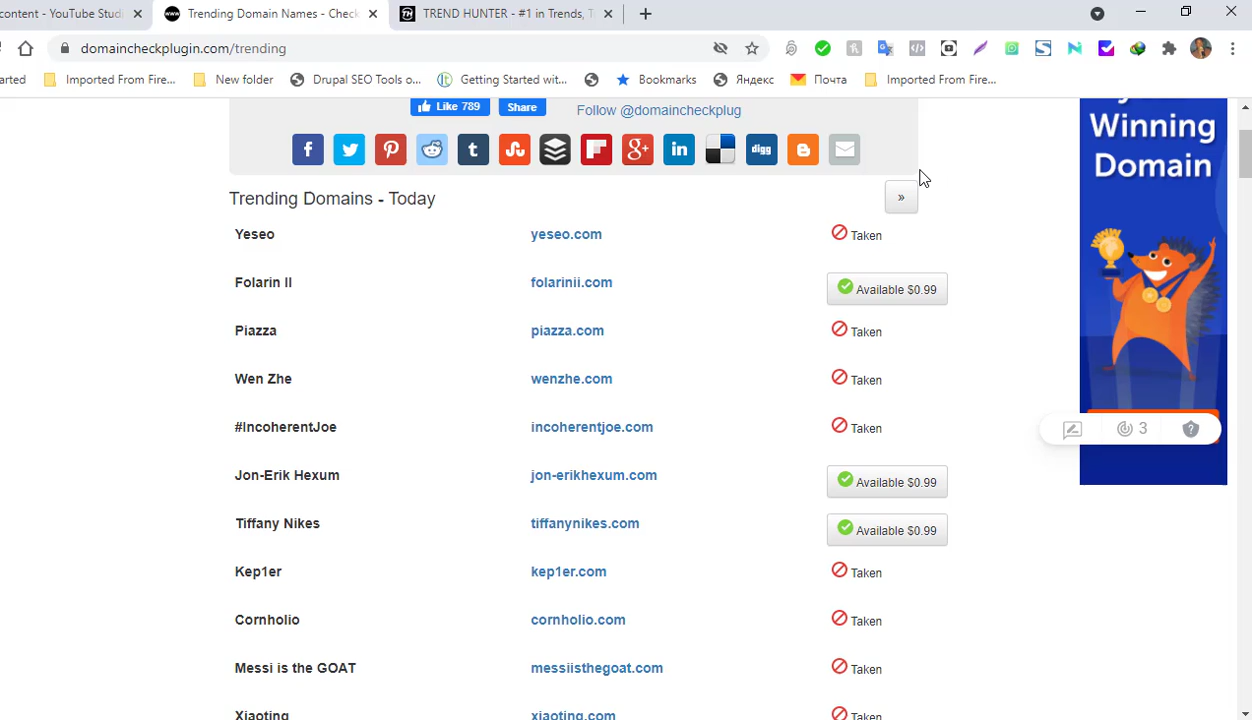 content - YouTube Studi
Trending Domain Names - Check
TREND HUNTER - #1 in Trends, T
domaincheckplugin.com/trending
arted
Imported From Fire...
New folder
Drupal SEO Tools o...
Getting Started wit...
Bookmarks
Яндекс
Почта
Imported From Fire...
Like 789
Share
Follow @domaincheckplug
digg
Winning
Domain
Trending Domains - Today
»
Yeseo yeseo.com Taken
Folarin II folarinii.com Available $0.99
Piazza piazza.com Taken
Wen Zhe wenzhe.com Taken
#IncoherentJoe incoherentjoe.com Taken
3
Jon-Erik Hexum jon-erikhexum.com Available $0.99
Tiffany Nikes tiffanynikes.com Available $0.99
Kep1er kep1er.com Taken
Cornholio cornholio.com Taken
Messi is the GOAT messiisthegoat.com Taken
Xiaoting xiaoting.com Taken